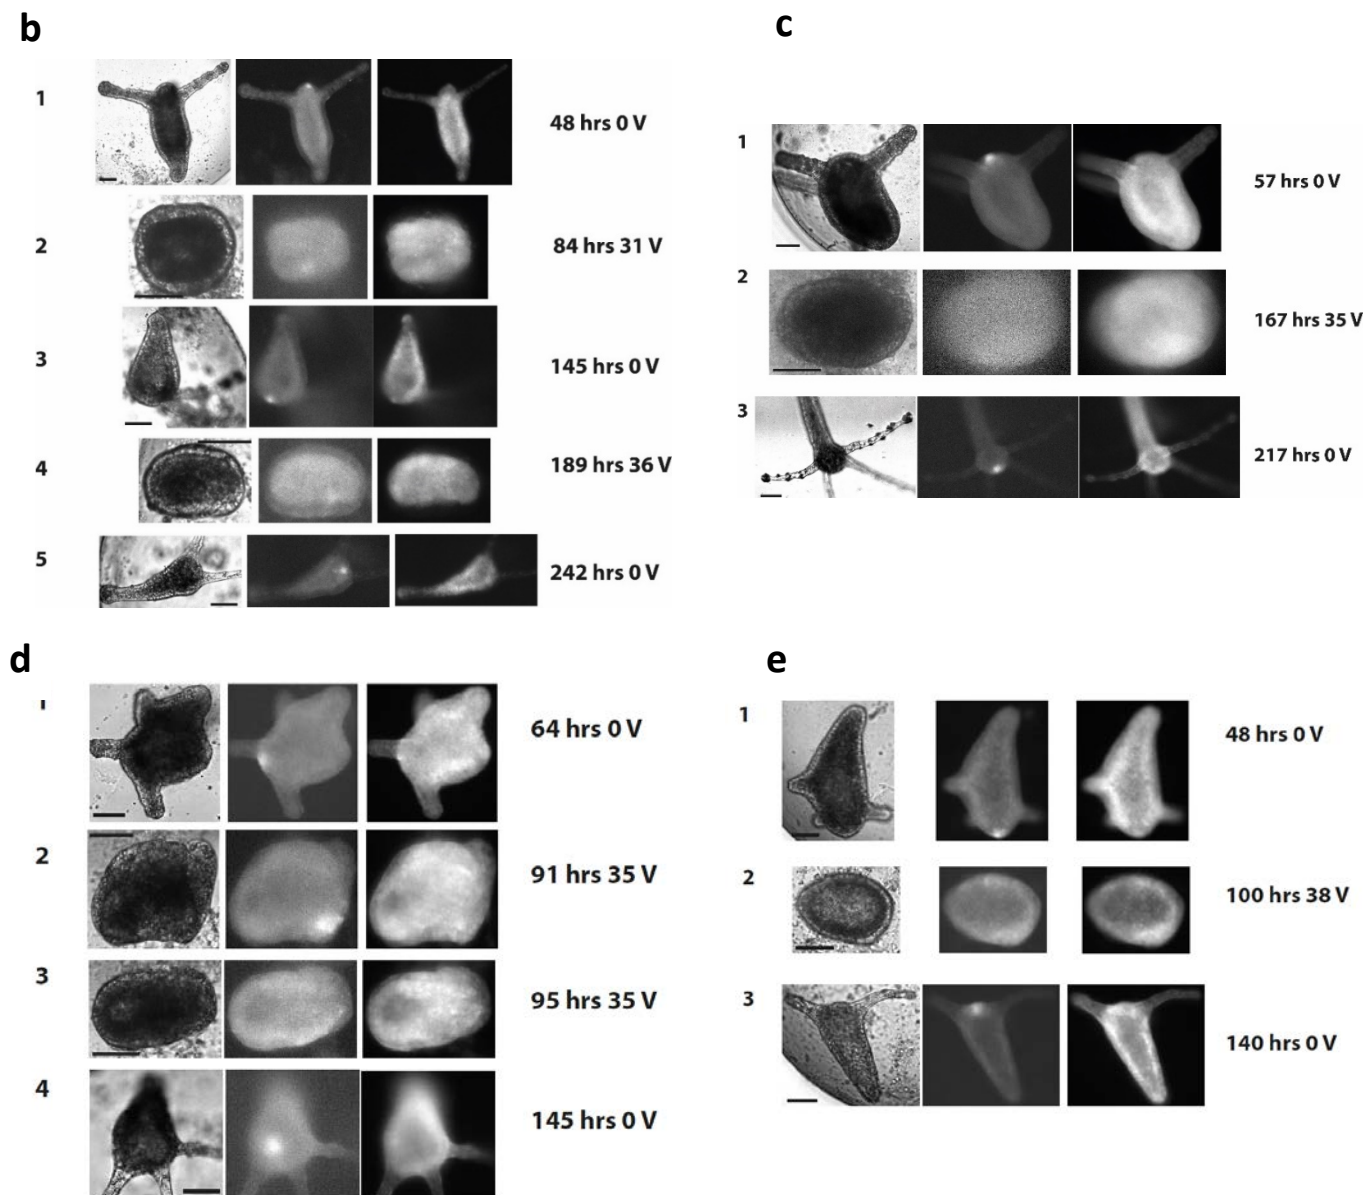 b
1
48 hrs 0 V
2
84 hrs 31 V
3
145 hrs 0 V
4
189 hrs 36 V
5
242 hrs 0 V
c
1
57 hrs 0 V
2
167 hrs 35 V
3
217 hrs 0 V
d
64 hrs 0 V
2
91 hrs 35 V
3
95 hrs 35 V
4
145 hrs 0 V
e
1
48 hrs 0 V
2
100 hrs 38 V
3
140 hrs 0 V